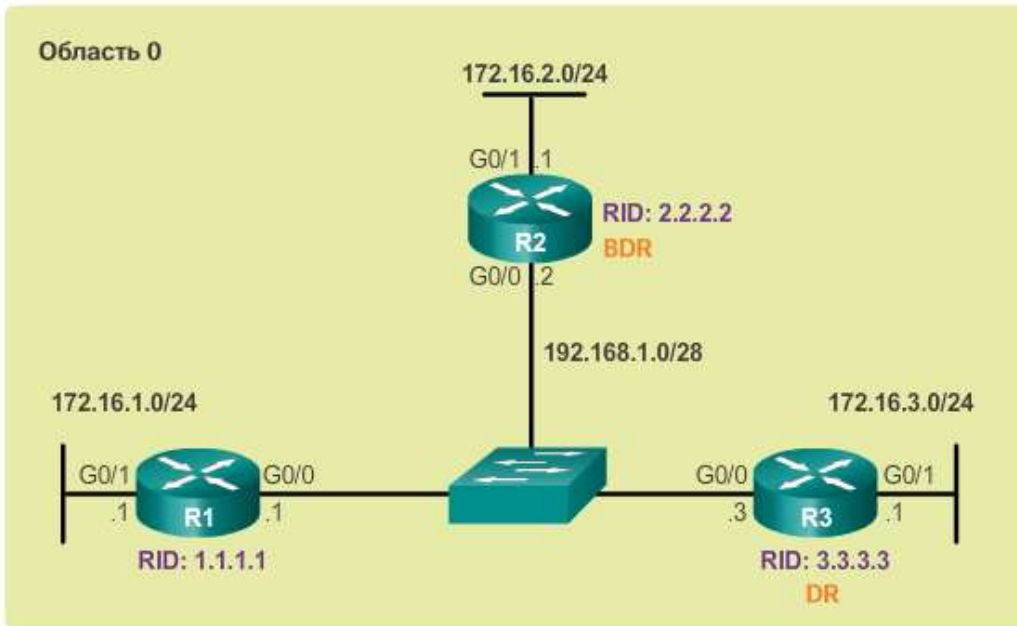 Область 0
172.16.2.0/24
G0/1 .1
R2
RID: 2.2.2.2
BDR
G0/0 .2
192.168.1.0/28
172.16.1.0/24
172.16.3.0/24
G0/1
.1
R1
G0/0
.1
RID: 1.1.1.1
G0/0
.3
R3
G0/1
.1
RID: 3.3.3.3
DR